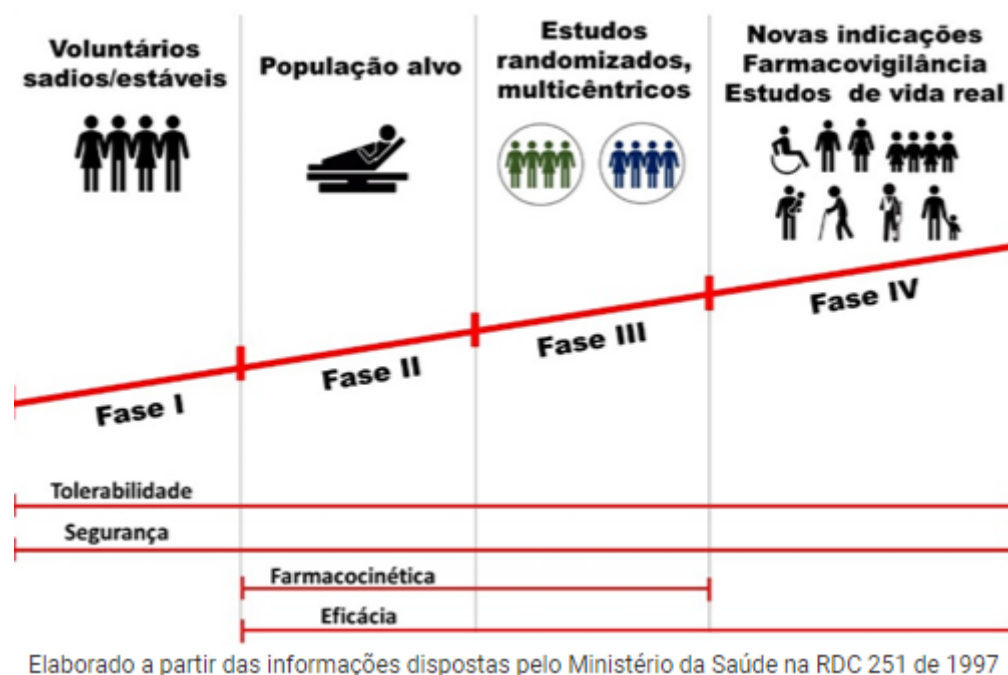 Voluntários
sadios/estáveis
População alvo
Estudos
randomizados,
multicêntricos
Novas indicações
Farmacovigilância
Estudos de vida real
Fase I
Fase II
Fase III
Fase IV
Tolerabilidade
Segurança
Farmacocinética
Eficácia
Elaborado a partir das informações dispostas pelo Ministério da Saúde na RDC 251 de 1997